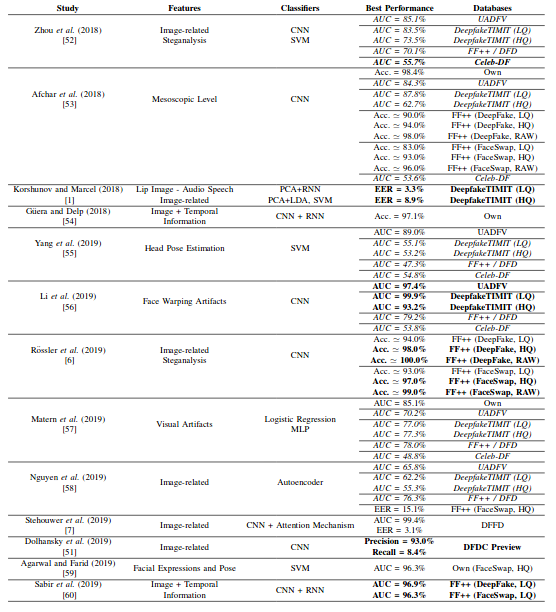 Study Features Classifiers Best Performance Databases
Zhou et al. (2018) [52] Image-related Steganalysis CNN SVM
AUC = 85.1% UADFV
AUC = 83.5% DeepfakeTIMIT (LQ)
AUC = 73.5% DeepfakeTIMIT (HQ)
AUC = 70.1% FF++ / DFD
AUC = 55.7% Celeb-DF
Afchar et al. (2018) [53] Mesoscopic Level CNN
Acc. = 98.4% Own
AUC = 84.3% UADFV
AUC = 87.8% DeepfakeTIMIT (LQ)
AUC = 62.7% DeepfakeTIMIT (HQ)
Acc. ≃ 90.0% FF++ (DeepFake, LQ)
Acc. ≃ 94.0% FF++ (DeepFake, HQ)
Acc. ≃ 98.0% FF++ (DeepFake, RAW)
Acc. ≃ 83.0% FF++ (FaceSwap, LQ)
Acc. ≃ 93.0% FF++ (FaceSwap, HQ)
Acc. ≃ 96.0% FF++ (FaceSwap, RAW)
AUC = 53.6% Celeb-DF
Korshunov and Marcel (2018) Lip Image - Audio Speech PCA+RNN EER = 3.3% DeepfakeTIMIT (LQ)
[1] Image-related PCA+LDA, SVM EER = 8.9% DeepfakeTIMIT (HQ)
Güera and Delp (2018) [54] Image + Temporal Information CNN + RNN Acc. = 97.1% Own
Yang et al. (2019) [55] Head Pose Estimation SVM
AUC = 89.0% UADFV
AUC = 55.1% DeepfakeTIMIT (LQ)
AUC = 53.2% DeepfakeTIMIT (HQ)
AUC = 47.3% FF++ / DFD
AUC = 54.8% Celeb-DF
Li et al. (2019) [56] Face Warping Artifacts CNN
AUC = 97.4% UADFV
AUC = 99.9% DeepfakeTIMIT (LQ)
AUC = 93.2% DeepfakeTIMIT (HQ)
AUC = 79.2% FF++ / DFD
AUC = 53.8% Celeb-DF
Rössler et al. (2019) [6] Image-related Steganalysis CNN
Acc. ≃ 94.0% FF++ (DeepFake, LQ)
Acc. ≃ 98.0% FF++ (DeepFake, HQ)
Acc. ≃ 100.0% FF++ (DeepFake, RAW)
Acc. ≃ 93.0% FF++ (FaceSwap, LQ)
Acc. ≃ 97.0% FF++ (FaceSwap, HQ)
Acc. ≃ 99.0% FF++ (FaceSwap, RAW)
Matern et al. (2019) [57] Visual Artifacts Logistic Regression MLP
AUC = 85.1% Own
AUC = 70.2% UADFV
AUC = 77.0% DeepfakeTIMIT (LQ)
AUC = 77.3% DeepfakeTIMIT (HQ)
AUC = 78.0% FF++ / DFD
AUC = 48.8% Celeb-DF
Nguyen et al. (2019) [58] Image-related Autoencoder
AUC = 65.8% UADFV
AUC = 62.2% DeepfakeTIMIT (LQ)
AUC = 55.3% DeepfakeTIMIT (HQ)
AUC = 76.3% FF++ / DFD
EER = 15.1% FF++ (FaceSwap, HQ)
Stehouwer et al. (2019) [7] Image-related CNN + Attention Mechanism
AUC = 99.4% DFFD
EER = 3.1%
Dolhansky et al. (2019) [51] Image-related CNN
Precision = 93.0% DFDC Preview
Recall = 8.4%
Agarwal and Farid (2019) [59] Facial Expressions and Pose SVM AUC = 96.3% Own (FaceSwap, HQ)
Sabir et al. (2019) [60] Image + Temporal Information CNN + RNN
AUC = 96.9% FF++ (DeepFake, LQ)
AUC = 96.3% FF++ (FaceSwap, LQ)